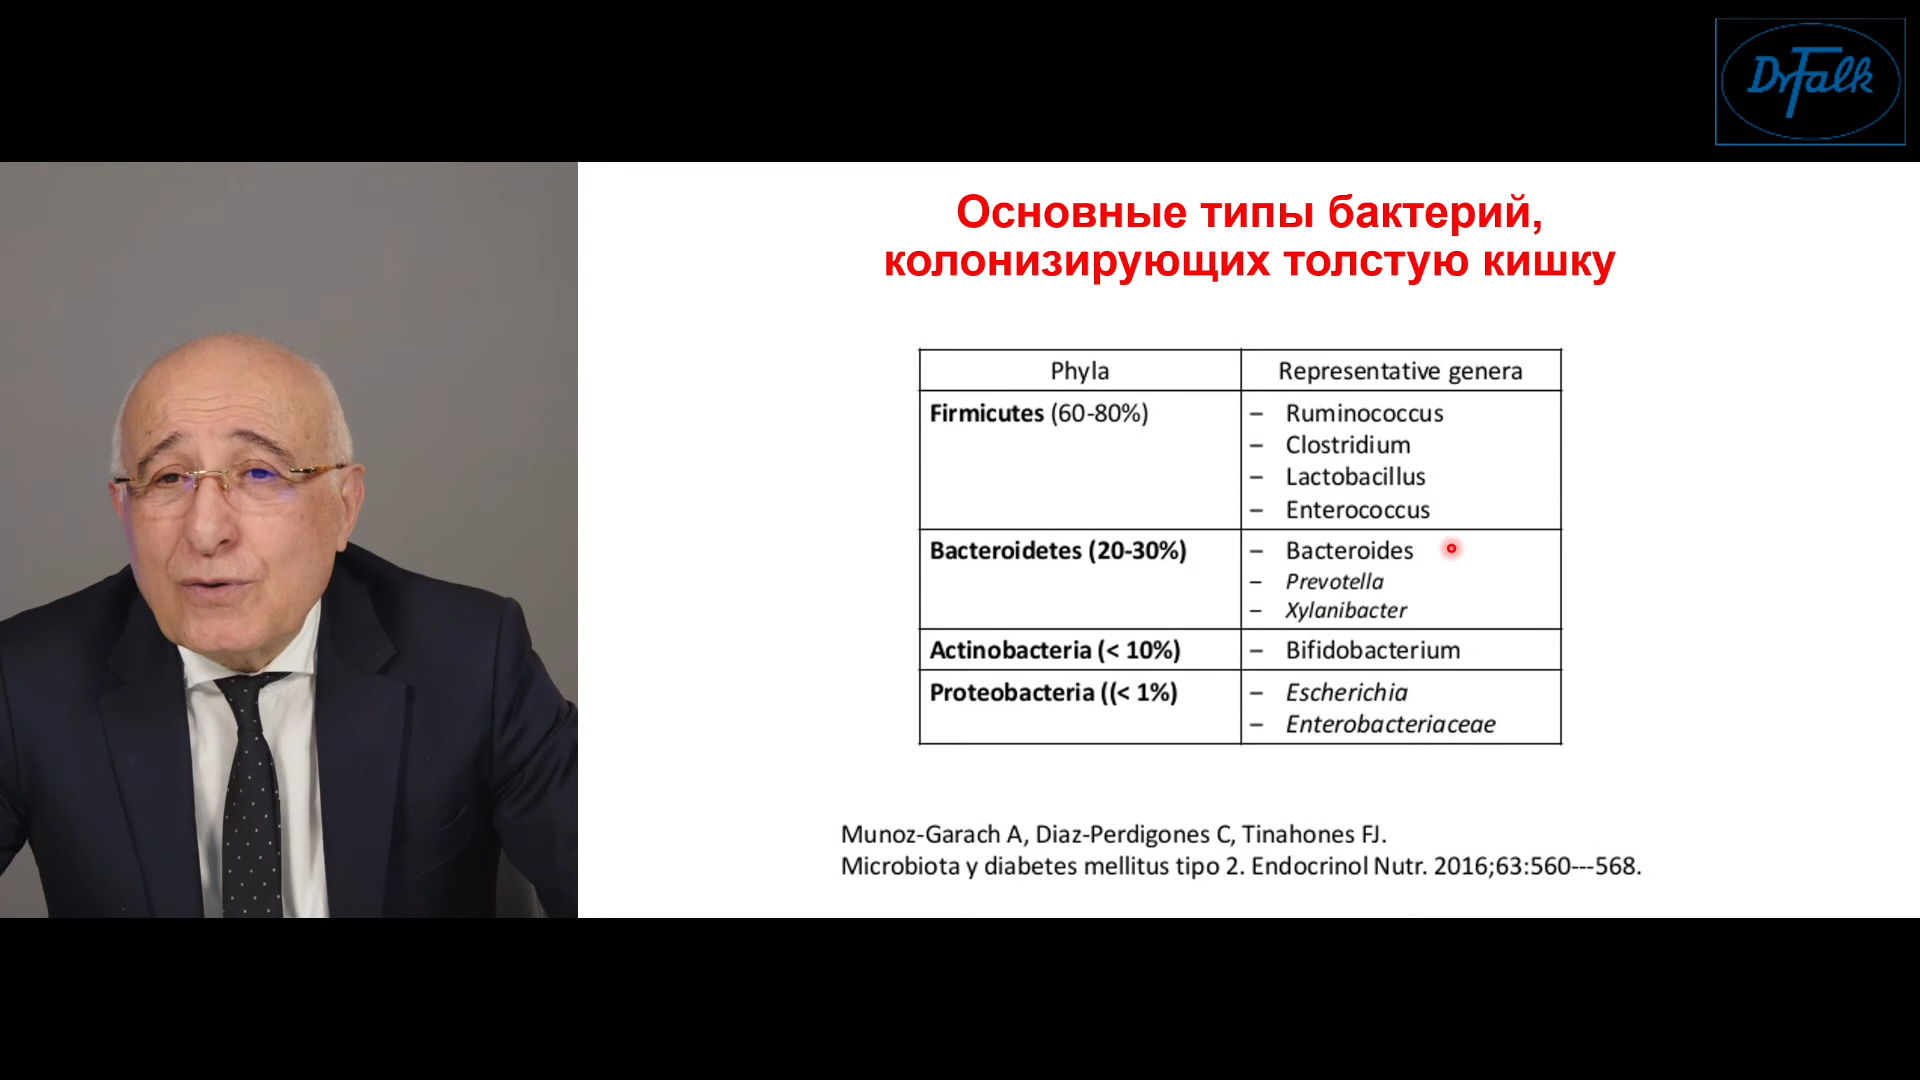 Dr Falk
Основные типы бактерий,
колонизирующих толстую кишку
Phyla Representative genera
Firmicutes (60-80%) – Ruminococcus
– Clostridium
– Lactobacillus
– Enterococcus
Bacteroidetes (20-30%) – Bacteroides
– Prevotella
– Xylanibacter
Actinobacteria (< 10%) – Bifidobacterium
Proteobacteria ((< 1%) – Escherichia
– Enterobacteriaceae
Munoz-Garach A, Diaz-Perdigones C, Tinahones FJ.
Microbiota y diabetes mellitus tipo 2. Endocrinol Nutr. 2016;63:560---568.